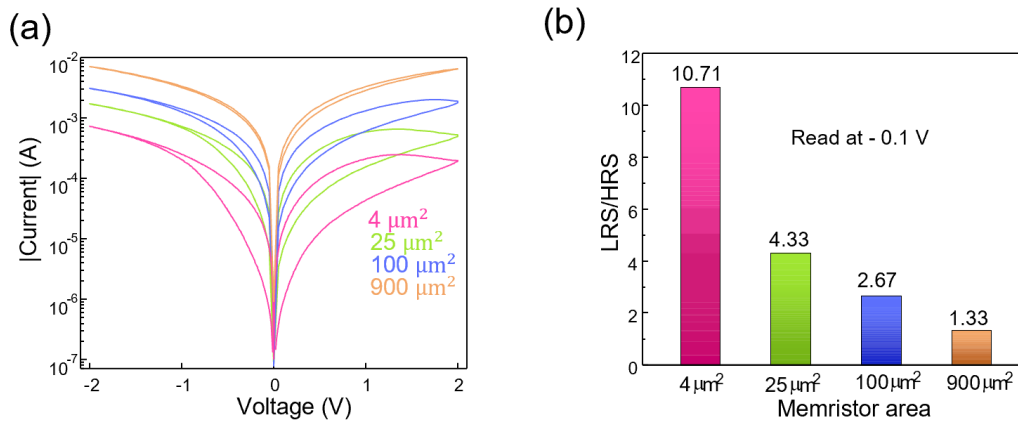 (a)
|Current| (A)
10⁻²
10⁻³
10⁻⁴
10⁻⁵
10⁻⁶
10⁻⁷
4 µm²
25 µm²
100 µm²
900 µm²
-2
-1
0
1
2
Voltage (V)
(b)
LRS/HRS
12
10
8
6
4
2
0
10.71
4.33
2.67
1.33
Read at - 0.1 V
4 µm²
25 µm²
100 µm²
900 µm²
Memristor area